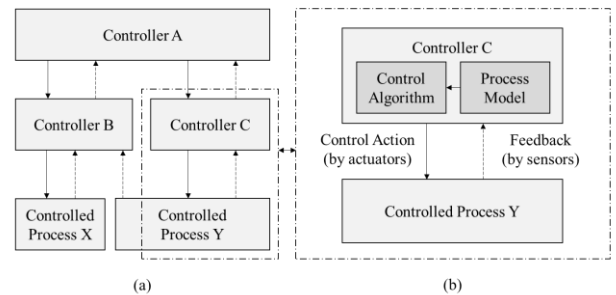 Controller A
Controller B
Controller C
Controlled
Process X
Controlled
Process Y
(a)
Controller C
Control
Algorithm
Process
Model
Control Action
(by actuators)
Feedback
(by sensors)
Controlled Process Y
(b)